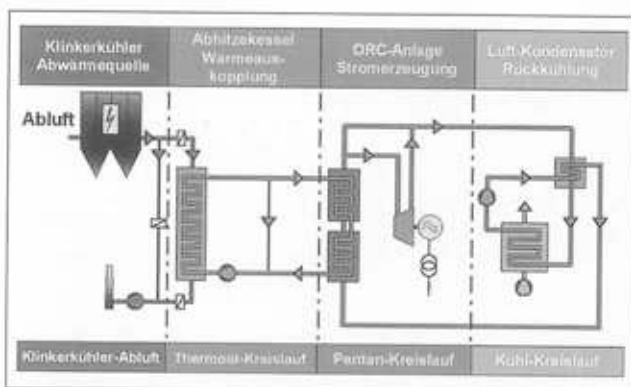 Klinkerkühler
Abwärmequelle
Abhitzekessel
Wärmeaus-
kopplung
ORC-Anlage
Stromerzeugung
Luft-Kondensator
Rückkühlung
Abluft
Klinkerkühler-Abluft
Thermoöl-Kreislauf
Pentan-Kreislauf
Kühl-Kreislauf